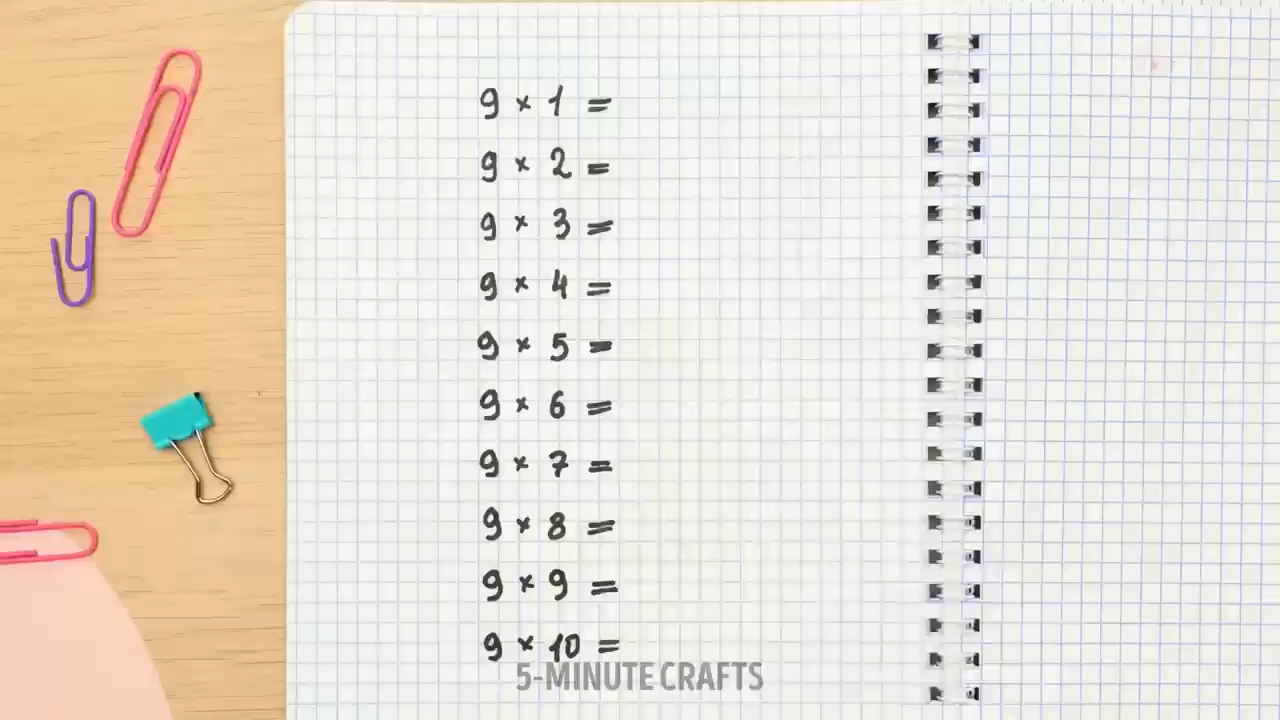 9 × 1 =
9 × 2 =
9 × 3 =
9 × 4 =
9 × 5 =
9 × 6 =
9 × 7 =
9 × 8 =
9 × 9 =
9 × 10 =
5-MINUTE CRAFTS